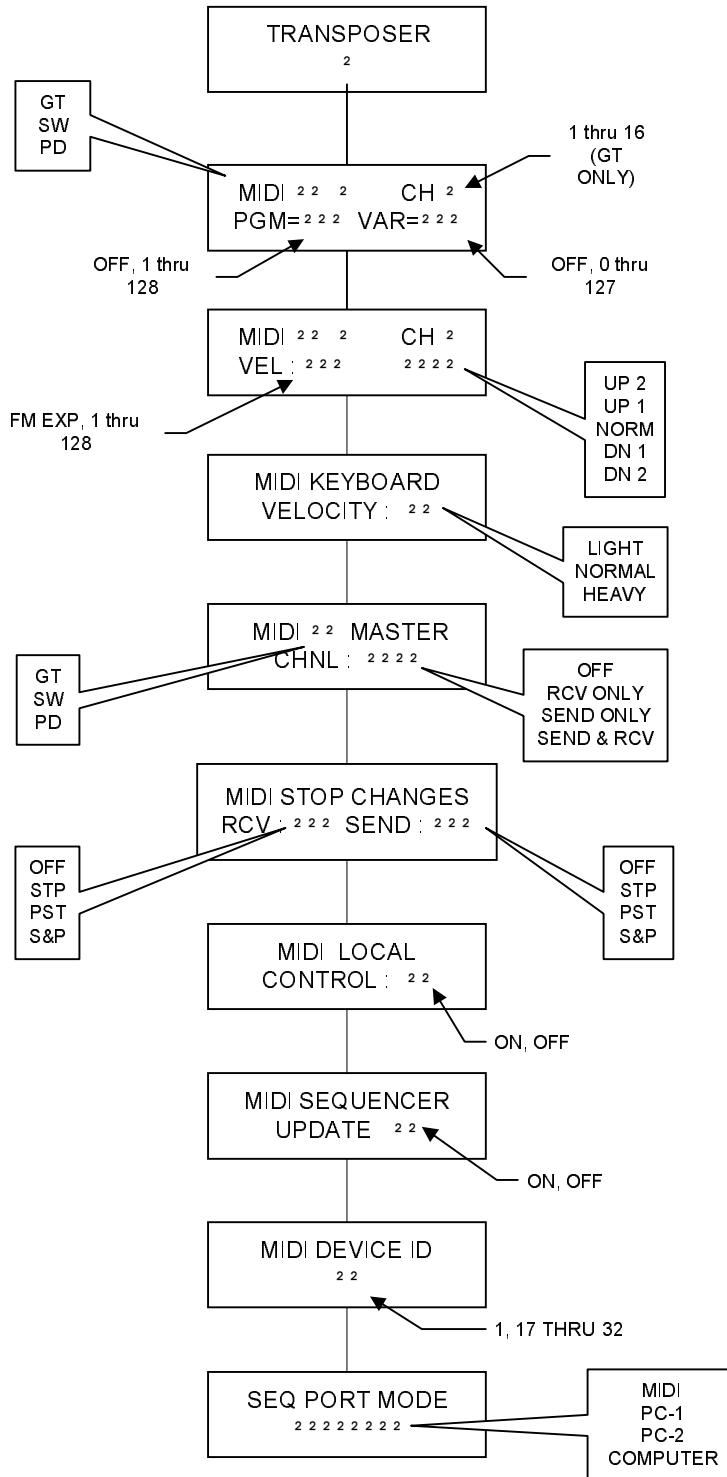 TRANSPOSER
²
GT
SW
PD
1 thru 16
(GT
ONLY)
MIDI ² ² ² CH ²
PGM=² ² ² VAR=² ² ²
OFF, 1 thru
128
OFF, 0 thru
127
MIDI ² ² ² CH ²
VEL : ² ² ² ² ² ² ²
FM EXP, 1 thru
128
UP 2
UP 1
NORM
DN 1
DN 2
MIDI KEYBOARD
VELOCITY : ² ²
LIGHT
NORMAL
HEAVY
MIDI ² ² MASTER
CHNL : ² ² ² ²
GT
SW
PD
OFF
RCV ONLY
SEND ONLY
SEND & RCV
MIDI STOP CHANGES
RCV : ² ² ² SEND : ² ² ²
OFF
STP
PST
S&P
OFF
STP
PST
S&P
MIDI LOCAL
CONTROL : ² ²
ON, OFF
MIDI SEQUENCER
UPDATE ² ²
ON, OFF
MIDI DEVICE ID
² ²
1, 17 THRU 32
SEQ PORT MODE
² ² ² ² ² ² ² ²
MIDI
PC-1
PC-2
COMPUTER